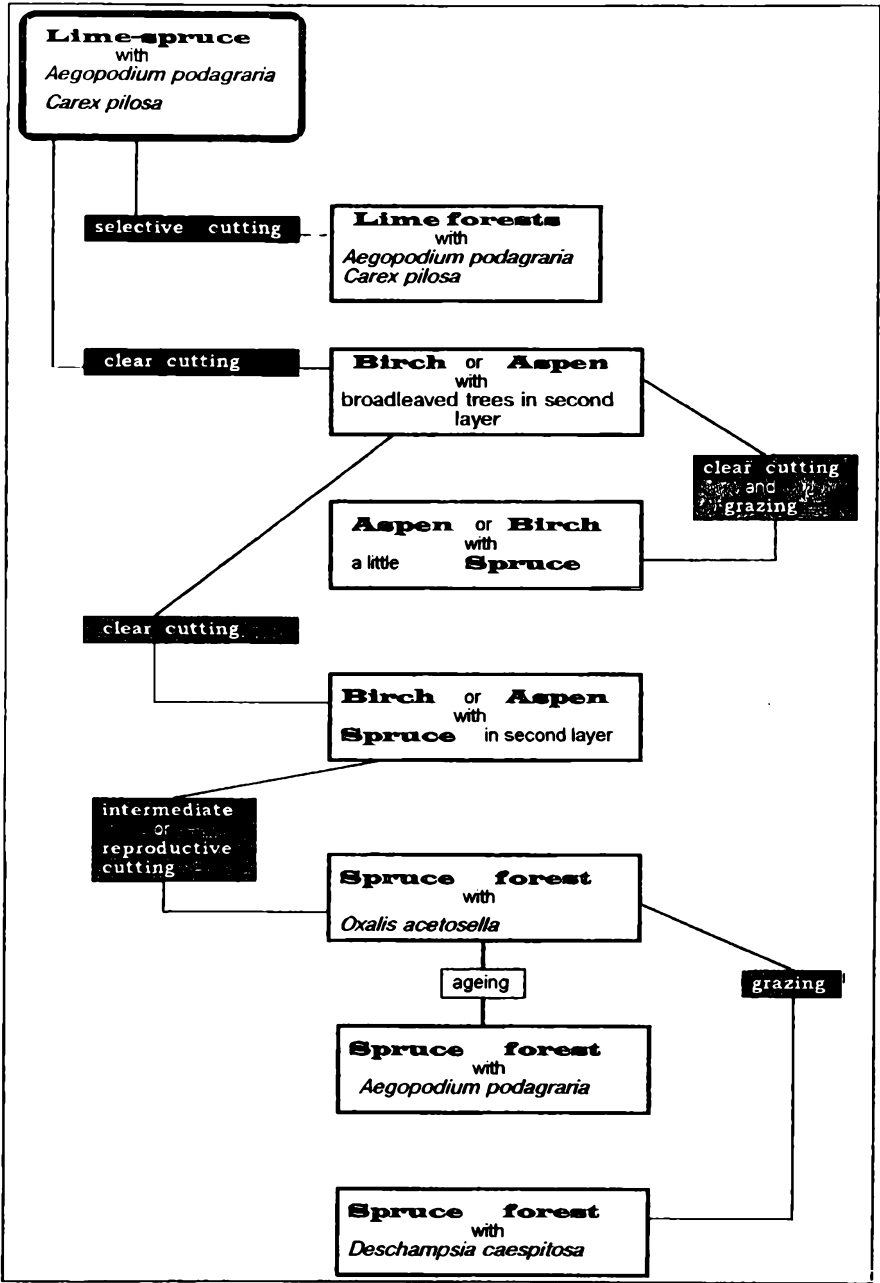 Lime-spruce
with
Aegopodium podagraria
Carex pilosa
selective cutting
Lime forests
with
Aegopodium podagraria
Carex pilosa
clear cutting
Birch or Aspen
with
broadleaved trees in second
layer
clear cutting
and
grazing
Aspen or Birch
with
a little Spruce
clear cutting
Birch or Aspen
with
Spruce in second layer
intermediate
or
reproductive
cutting
Spruce forest
with
Oxalis acetosella
ageing
grazing
Spruce forest
with
Aegopodium podagraria
Spruce forest
with
Deschampsia caespitosa